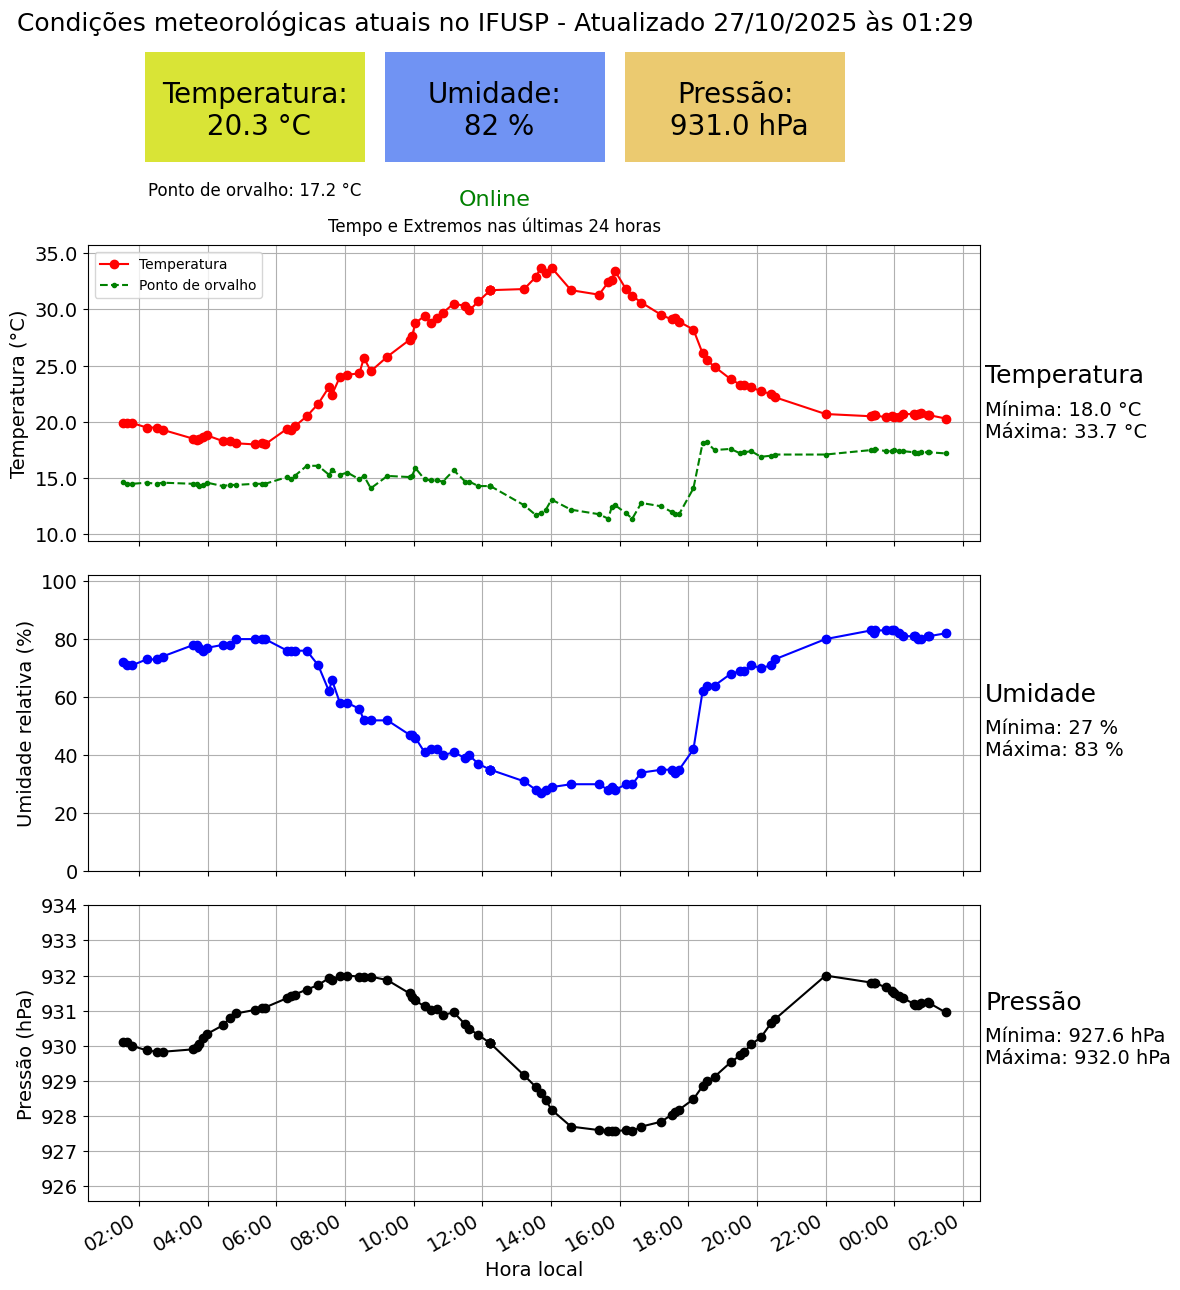 Condições meteorológicas atuais no IFUSP - Atualizado 27/10/2025 às 01:29
Temperatura:
20.3 °C
Umidade:
82 %
Pressão:
931.0 hPa
Ponto de orvalho: 17.2 °C
Online
Tempo e Extremos nas últimas 24 horas
Temperatura (°C)
35.0
30.0
25.0
20.0
15.0
10.0
Temperatura
Ponto de orvalho
Temperatura
Mínima: 18.0 °C
Máxima: 33.7 °C
Umidade relativa (%)
100
80
60
40
20
0
Umidade
Mínima: 27 %
Máxima: 83 %
Pressão (hPa)
934
933
932
931
930
929
928
927
926
Pressão
Mínima: 927.6 hPa
Máxima: 932.0 hPa
02:00 04:00 06:00 08:00 10:00 12:00 14:00 16:00 18:00 20:00 22:00 00:00 02:00
Hora local